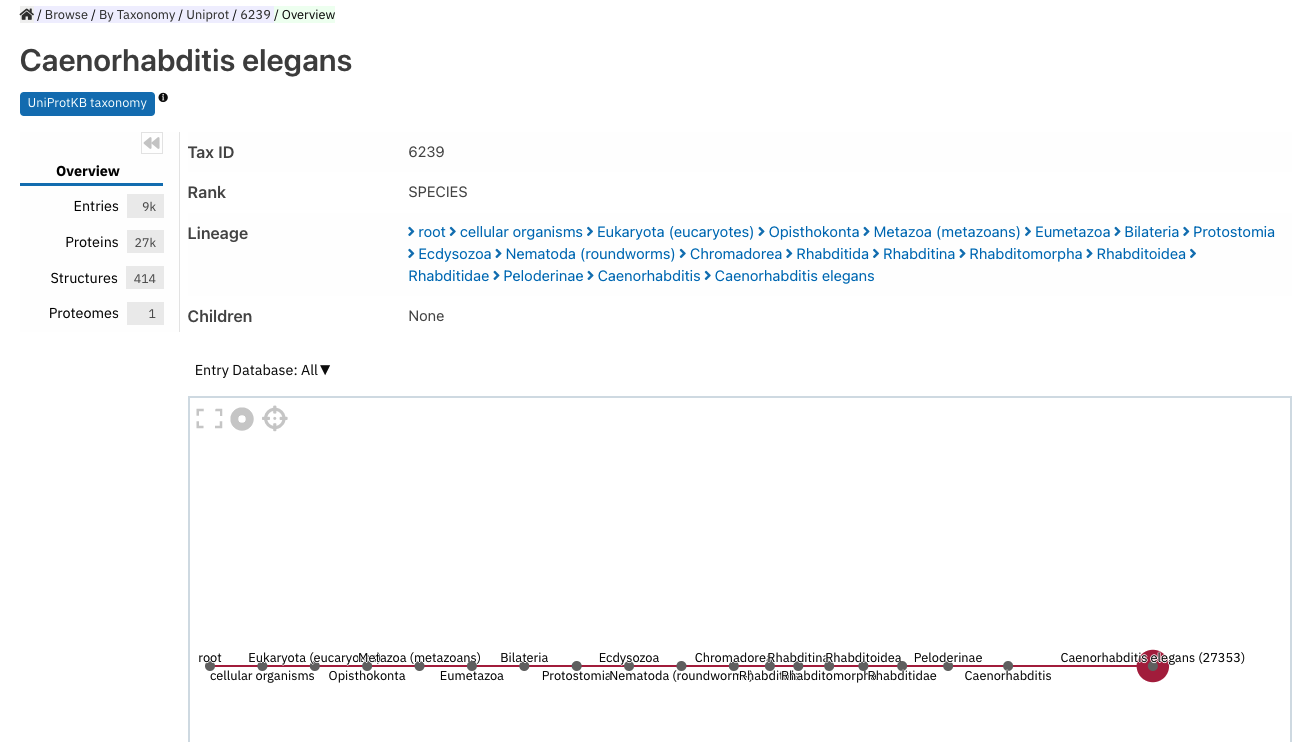 / Browse / By Taxonomy / Uniprot / 6239 / Overview
Caenorhabditis elegans
UniProtKB taxonomy
Overview
Entries 9k
Proteins 27k
Structures 414
Proteomes 1
Tax ID 6239
Rank SPECIES
Lineage
root cellular organisms Eukaryota (eucaryotes) Opisthokonta Metazoa (metazoans) Eumetazoa Bilateria Protostomia
Ecdysozoa Nematoda (roundworms) Chromadorea Rhabditida Rhabditina Rhabditomorpha Rhabditoidea
Rhabditidae Peloderinae Caenorhabditis Caenorhabditis elegans
Children None
Entry Database: All▼
root Eukaryota (eucaryotes) Metazoa (metazoans) Bilateria Ecdysozoa Chromadorea Rhabditina Rhabditoidea Peloderinae Caenorhabditis elegans (27353)
cellular organisms Opisthokonta Eumetazoa Protostomia Nematoda (roundworms) Rhabditida Rhabditomorpha Rhabditidae Caenorhabditis